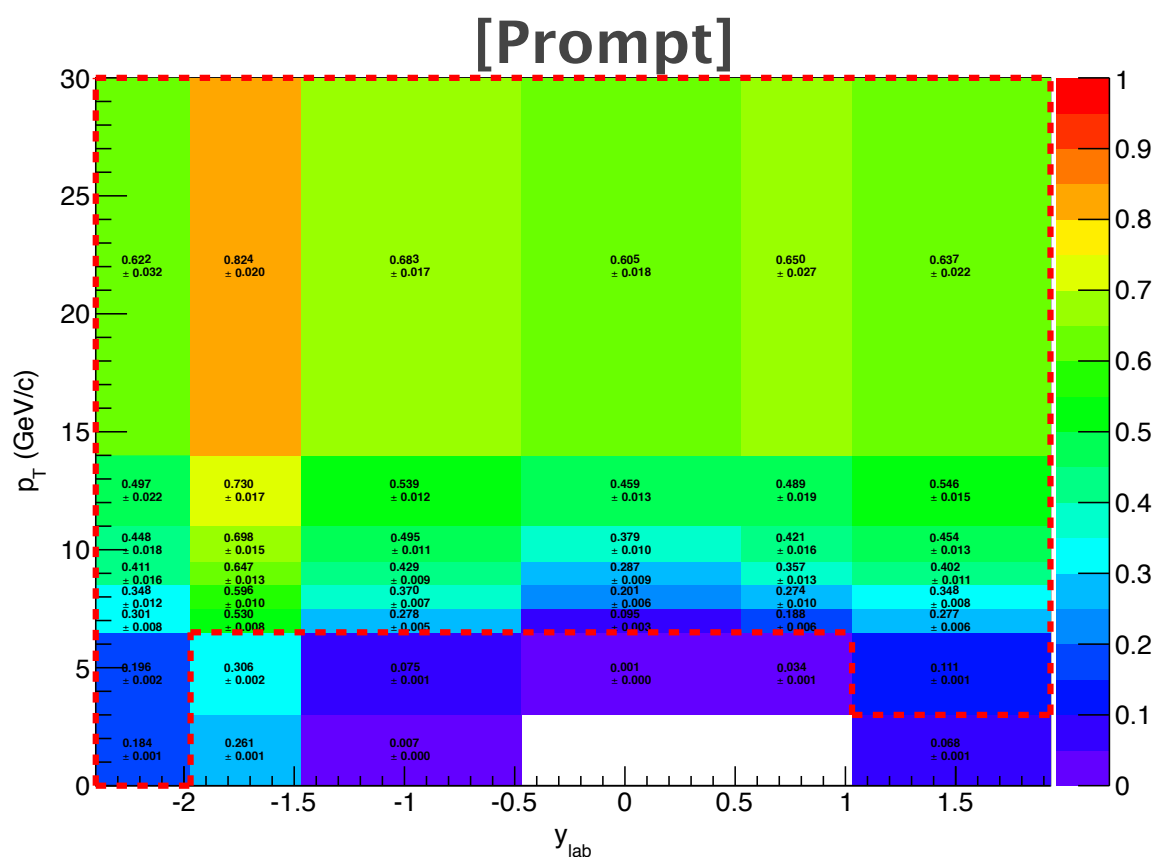 [Prompt]
30
25
20
15
10
5
0
p_T (GeV/c)
0.622 0.824 0.683 0.605 0.650 0.637
± 0.032 ± 0.020 ± 0.017 ± 0.018 ± 0.027 ± 0.022
0.497 0.730 0.539 0.459 0.489 0.546
± 0.022 ± 0.017 ± 0.012 ± 0.013 ± 0.019 ± 0.015
0.448 0.698 0.495 0.379 0.421 0.454
± 0.018 ± 0.015 ± 0.011 ± 0.010 ± 0.016 ± 0.013
0.411 0.647 0.429 0.287 0.357 0.402
± 0.016 ± 0.013 ± 0.009 ± 0.009 ± 0.013 ± 0.011
0.348 0.596 0.370 0.201 0.274 0.348
± 0.012 ± 0.010 ± 0.007 ± 0.006 ± 0.010 ± 0.008
0.301 0.530 0.278 0.095 0.188 0.277
± 0.008 ± 0.008 ± 0.005 ± 0.003 ± 0.006 ± 0.006
0.196 0.306 0.075 0.001 0.034 0.111
± 0.002 ± 0.002 ± 0.001 ± 0.000 ± 0.001 ± 0.001
0.184 0.261 0.007 0.068
± 0.001 ± 0.001 ± 0.000 ± 0.001
-2 -1.5 -1 -0.5 0 0.5 1 1.5
y_lab
1
0.9
0.8
0.7
0.6
0.5
0.4
0.3
0.2
0.1
0